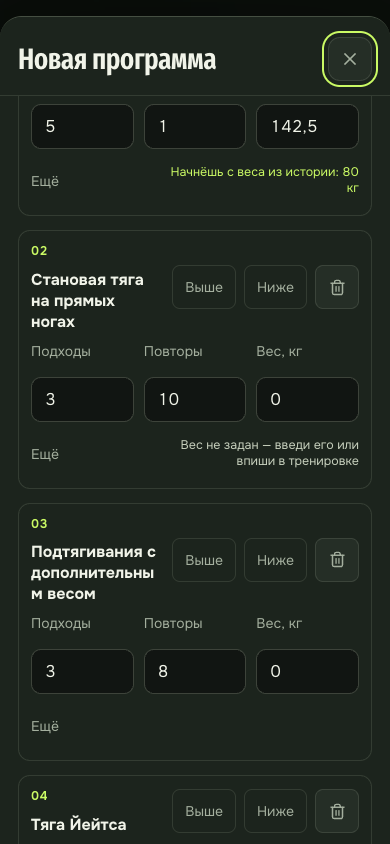 Новая программа
5 1 142,5
Ещё
Начнёшь с веса из истории: 80
кг
02
Становая тяга
на прямых
ногах
Выше Ниже
Подходы Повторы Вес, кг
3 10 0
Ещё
Вес не задан — введи его или
впиши в тренировке
03
Подтягивания с
дополнительны
м весом
Выше Ниже
Подходы Повторы Вес, кг
3 8 0
Ещё
04
Тяга Йейтса
Выше Ниже